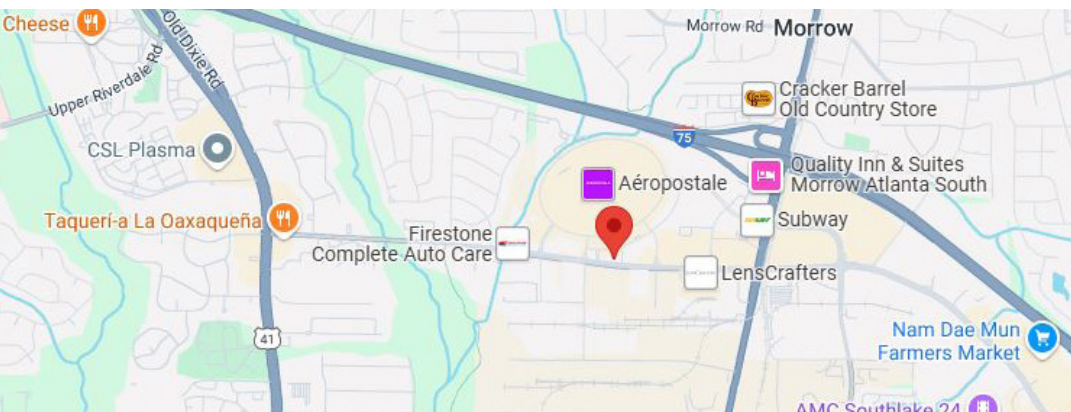 Cheese
Morrow Rd
Morrow
Old Dixie Rd
Upper Riverdale Rd
Cracker Barrel
Old Country Store
75
CSL Plasma
Quality Inn & Suites
Morrow Atlanta South
Aéropostale
Taquerí-a La Oaxaqueña
Subway
Firestone
Complete Auto Care
LensCrafters
41
Nam Dae Mun
Farmers Market
AMC Southlake 24